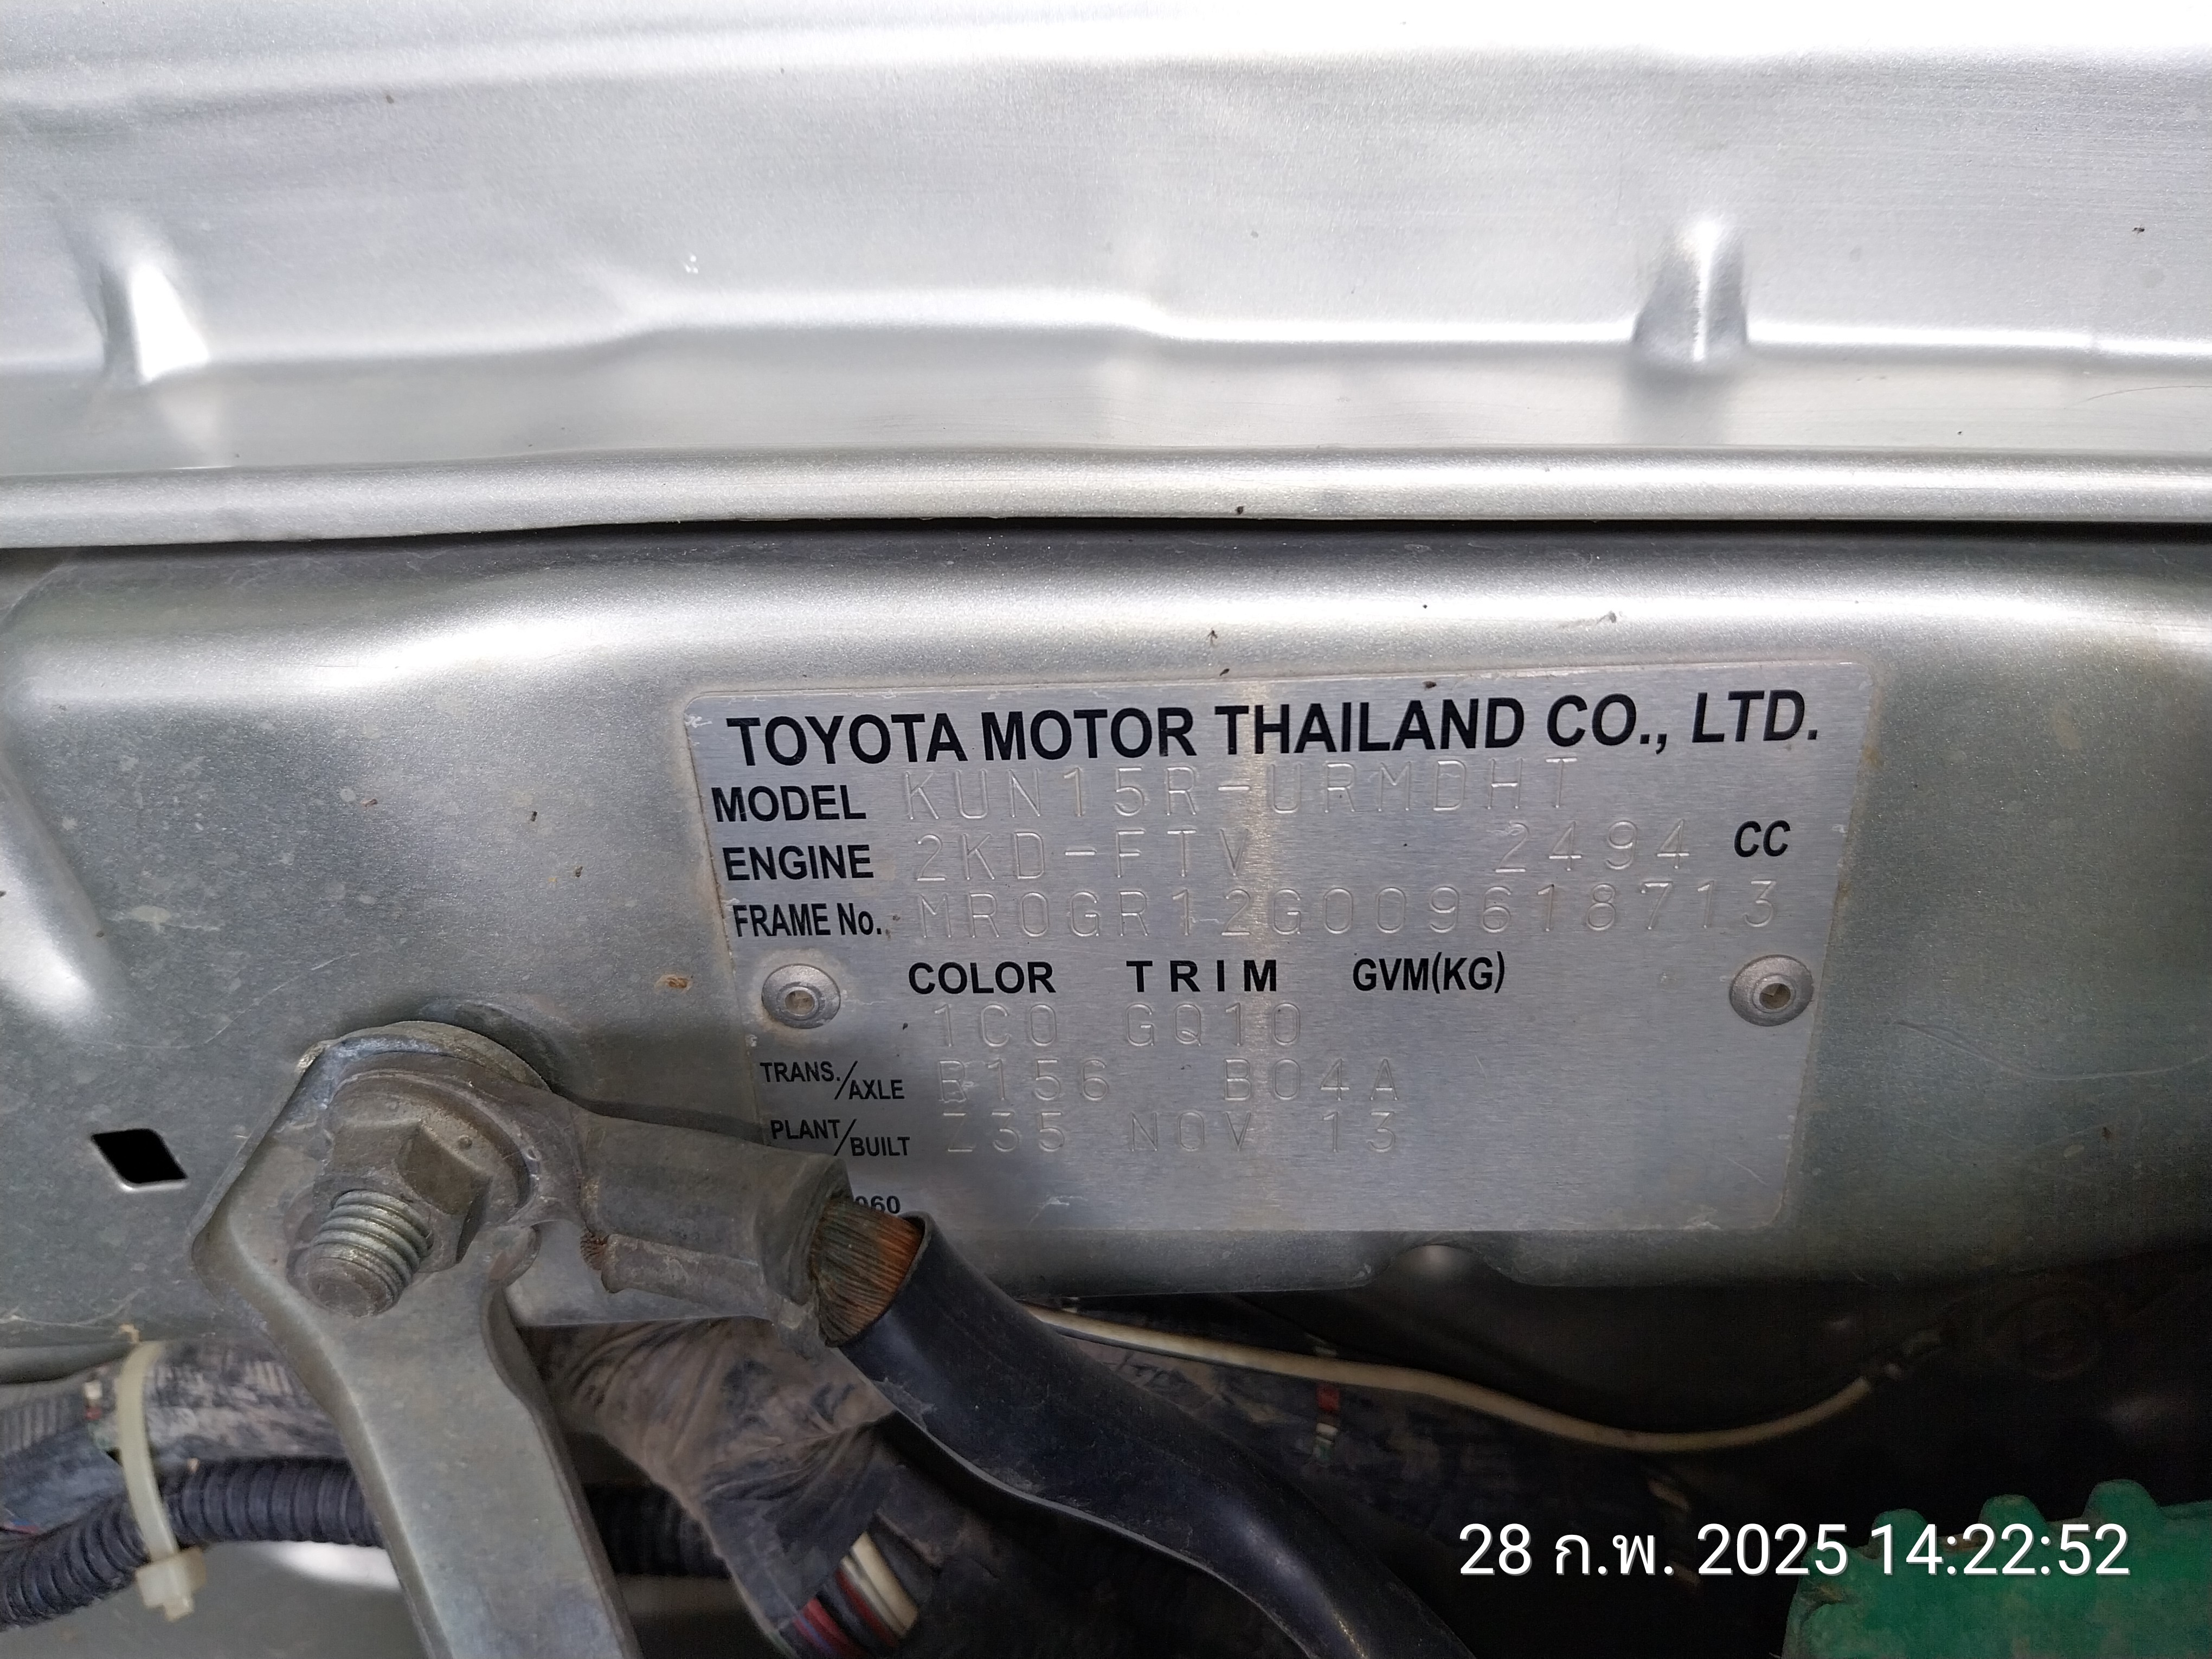 TOYOTA MOTOR THAILAND CO., LTD.
MODEL KUN15R-URMDHT
ENGINE 2KD-FTV 2494 CC
FRAME No. MR0GR12G009618713
COLOR TRIM GVM(KG)
1C0 GQ10
TRANS./AXLE B156 B04A
PLANT/BUILT Z35 NOV 13
28 ก.พ. 2025 14:22:52